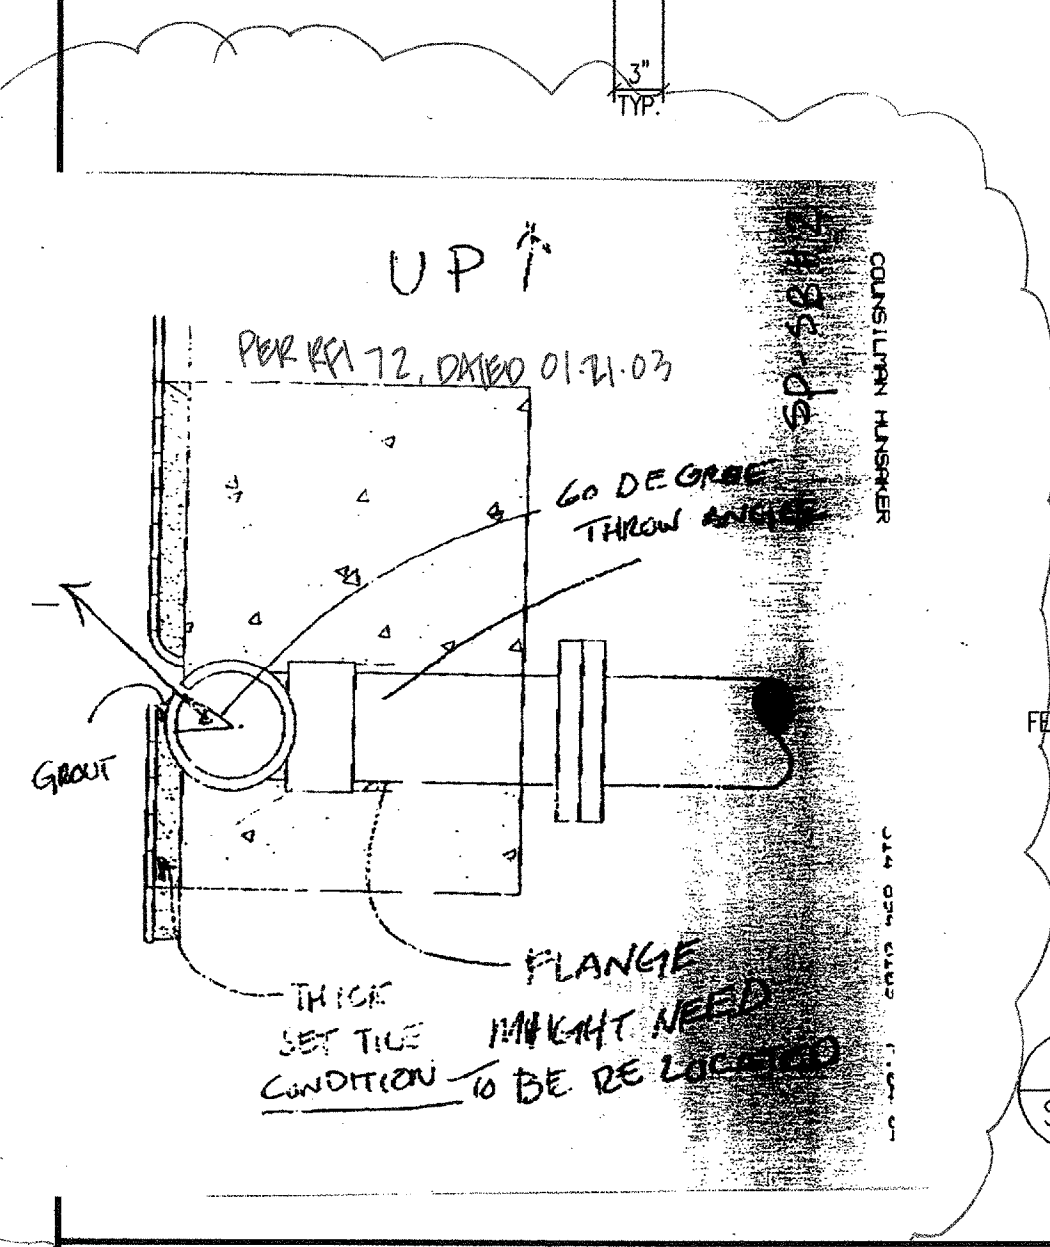 3"
TYP.
UP
PER RFI 72, DATED 01.21.03
COUNSILMAN HUNSAKER
60 DEGREE
THROW ANGLE
FE
GROUT
FLANGE
THICK
SET TILE
MIGHT NEED
CONDITION
TO BE RE LOCATED
S